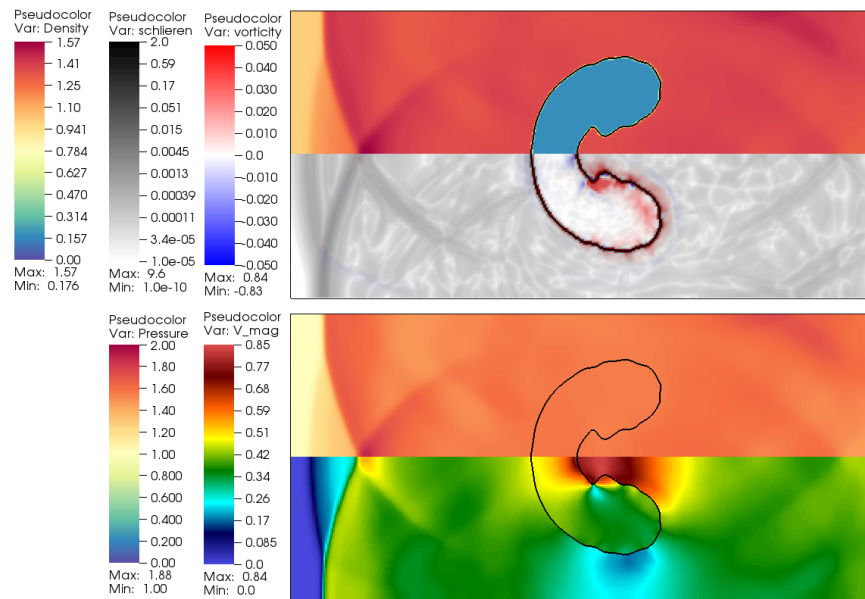 Pseudocolor
Var: Density
1.57
1.41
1.25
1.10
0.941
0.784
0.627
0.470
0.314
0.157
0.00
Max: 1.57
Min: 0.176
Pseudocolor
Var: schlieren
2.0
0.59
0.17
0.051
0.015
0.0045
0.0013
0.00039
0.00011
3.4e-05
1.0e-05
Max: 9.6
Min: 1.0e-10
Pseudocolor
Var: vorticity
0.050
0.040
0.030
0.020
0.010
0.0
-0.010
-0.020
-0.030
-0.040
-0.050
Max: 0.84
Min: -0.83
Pseudocolor
Var: Pressure
2.00
1.80
1.60
1.40
1.20
1.00
0.800
0.600
0.400
0.200
0.00
Max: 1.88
Min: 1.00
Pseudocolor
Var: V_mag
0.85
0.77
0.68
0.59
0.51
0.42
0.34
0.26
0.17
0.085
0.0
Max: 0.84
Min: 0.0